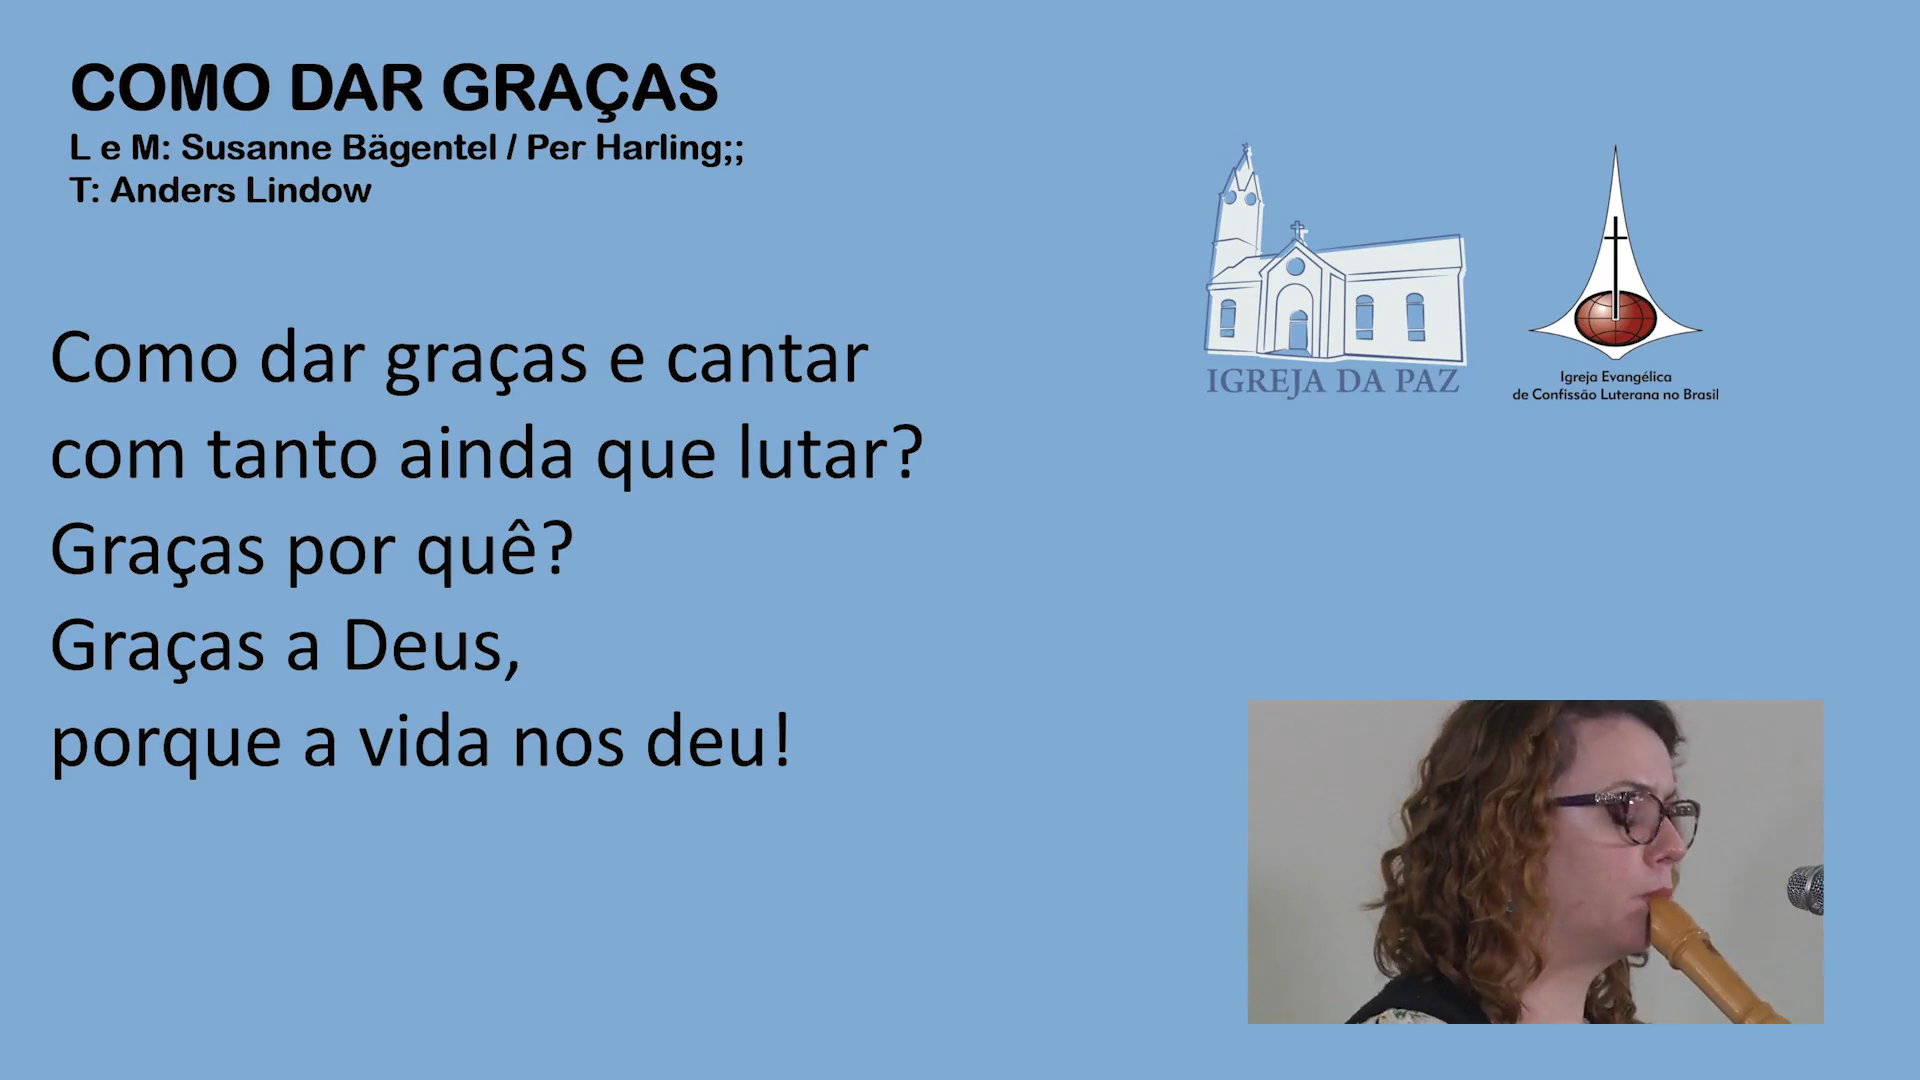 COMO DAR GRAÇAS
L e M: Susanne Bägentel / Per Harling;;
T: Anders Lindow
Como dar graças e cantar
com tanto ainda que lutar?
Graças por quê?
Graças a Deus,
porque a vida nos deu!
IGREJA DA PAZ
Igreja Evangélica
de Confissão Luterana no Brasil